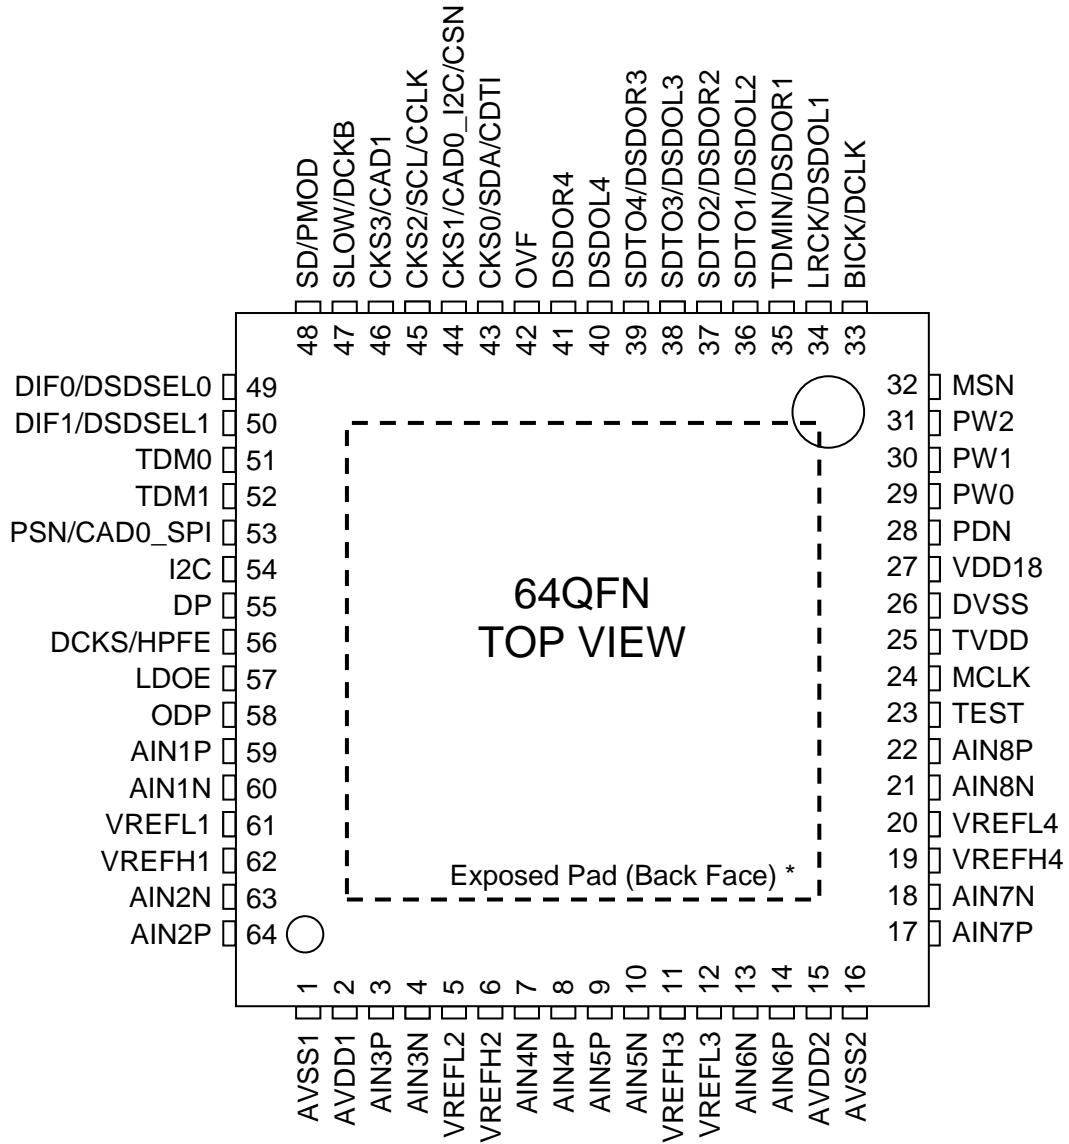 SD/PMOD
SLOW/DCKB
CKS3/CAD1
CKS2/SCL/CCLK
CKS1/CAD0_I2C/CSN
CKS0/SDA/CDTI
OVF
DSDOR4
DSDOL4
SDTO4/DSDOR3
SDTO3/DSDOL3
SDTO2/DSDOR2
SDTO1/DSDOL2
TDMIN/DSDOR1
LRCK/DSDOL1
BICK/DCLK
48
47
46
45
44
43
42
41
40
39
38
37
36
35
34
33
DIF0/DSDSEL0 49
DIF1/DSDSEL1 50
TDM0 51
TDM1 52
PSN/CAD0_SPI 53
I2C 54
DP 55
DCKS/HPFE 56
LDOE 57
ODP 58
AIN1P 59
AIN1N 60
VREFL1 61
VREFH1 62
AIN2N 63
AIN2P 64
64QFN
TOP VIEW
Exposed Pad (Back Face) *
32 MSN
31 PW2
30 PW1
29 PW0
28 PDN
27 VDD18
26 DVSS
25 TVDD
24 MCLK
23 TEST
22 AIN8P
21 AIN8N
20 VREFL4
19 VREFH4
18 AIN7N
17 AIN7P
1
2
3
4
5
6
7
8
9
10
11
12
13
14
15
16
AVSS1
AVDD1
AIN3P
AIN3N
VREFL2
VREFH2
AIN4N
AIN4P
AIN5P
AIN5N
VREFH3
VREFL3
AIN6N
AIN6P
AVDD2
AVSS2